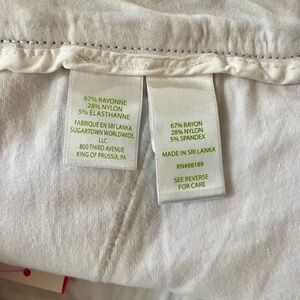 67% RAYONNE
28% NYLON
5% ELASTHANNE
FABRIQUE EN SRI LANKA
SUGARTOWN WORLDWIDE,
LLC
800 THIRD AVENUE
KING OF PRUSSIA, PA
67% RAYON
28% NYLON
5% SPANDEX
MADE IN SRI LANKA
RN#88189
SEE REVERSE
FOR CARE